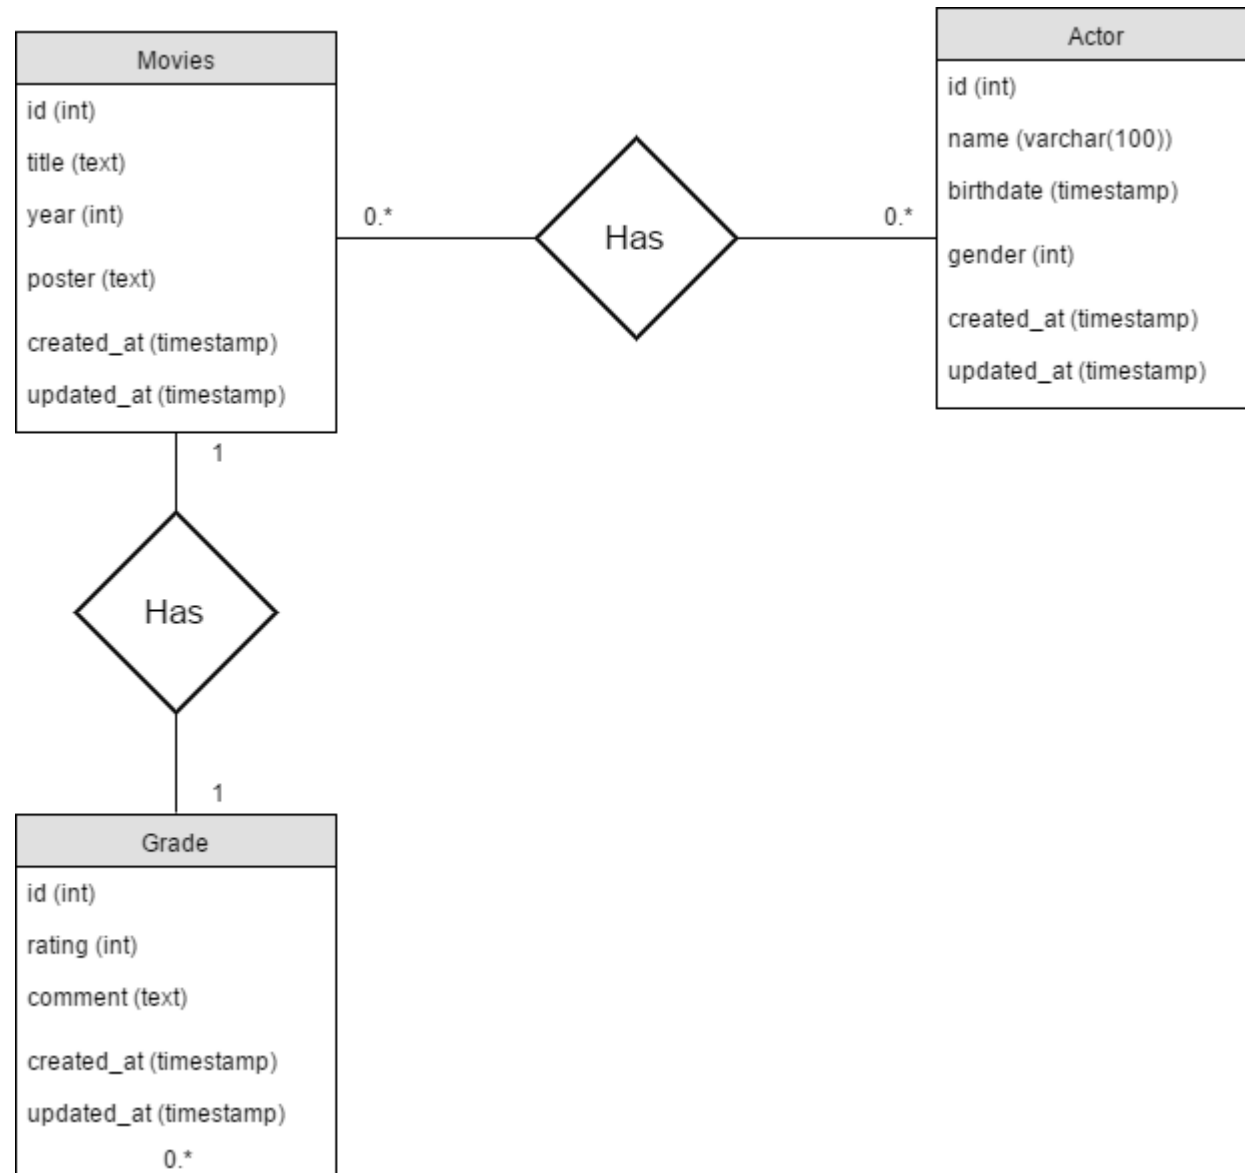 Movies
id (int)
title (text)
year (int)
poster (text)
created_at (timestamp)
updated_at (timestamp)
0.*
Has
0.*
Actor
id (int)
name (varchar(100))
birthdate (timestamp)
gender (int)
created_at (timestamp)
updated_at (timestamp)
1
Has
1
Grade
id (int)
rating (int)
comment (text)
created_at (timestamp)
updated_at (timestamp)
0.*